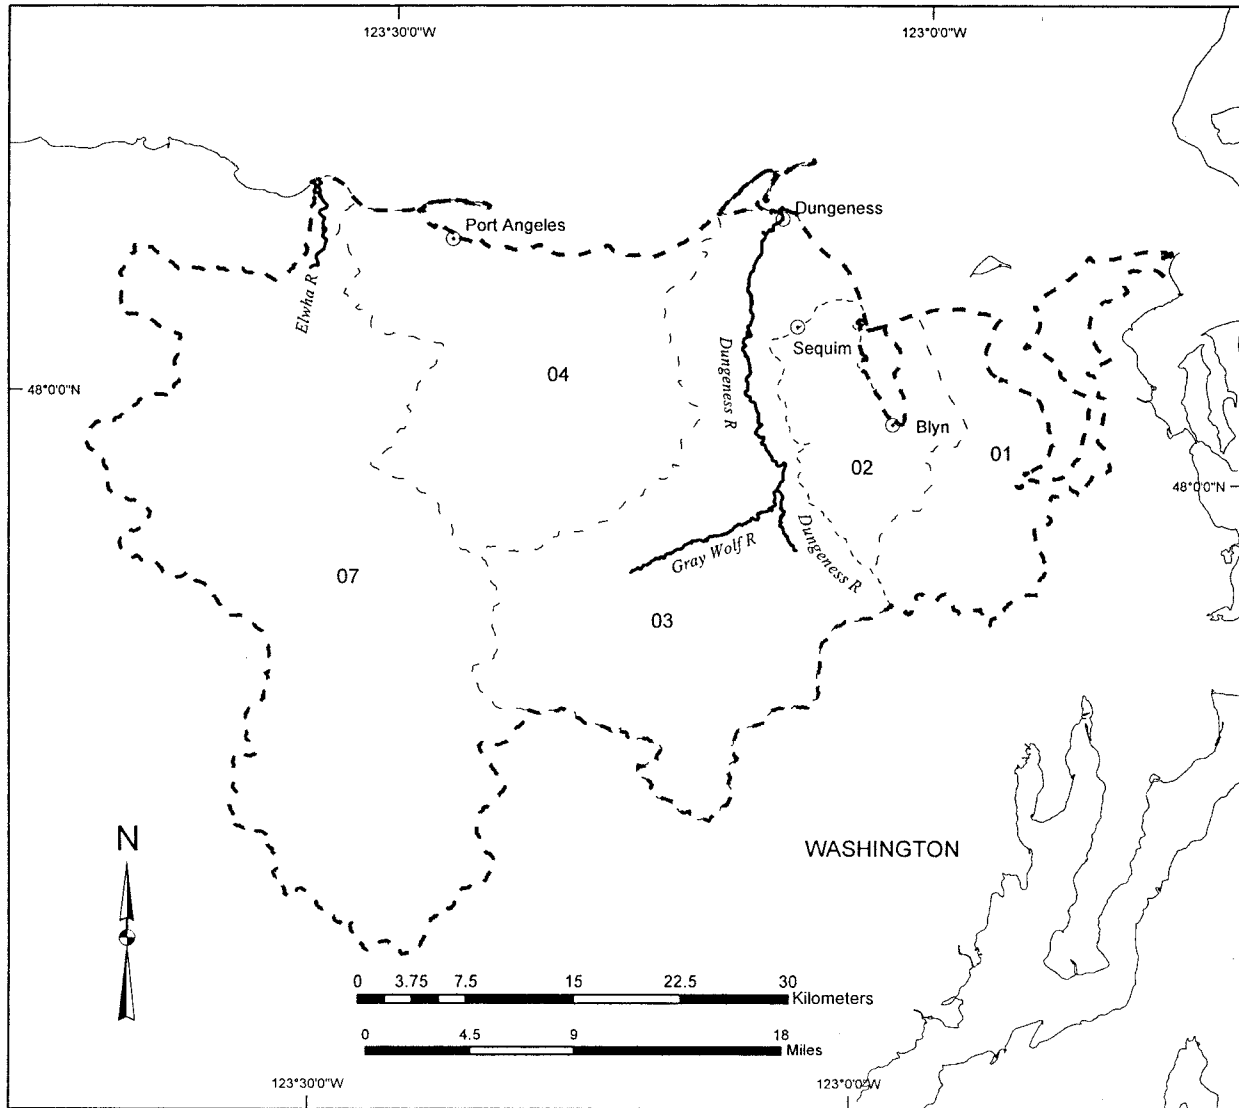 123°30'0"W
123°0'0"W
Port Angeles
Dungeness
Elwha R
Sequim
Dungeness R
04
48°0'0"N
Blyn
02
01
48°0'0"N
Gray Wolf R
Dungeness R
07
03
WASHINGTON
N
0 3.75 7.5 15 22.5 30
Kilometers
0 4.5 9 18
Miles
123°30'0"W
123°0'0"W